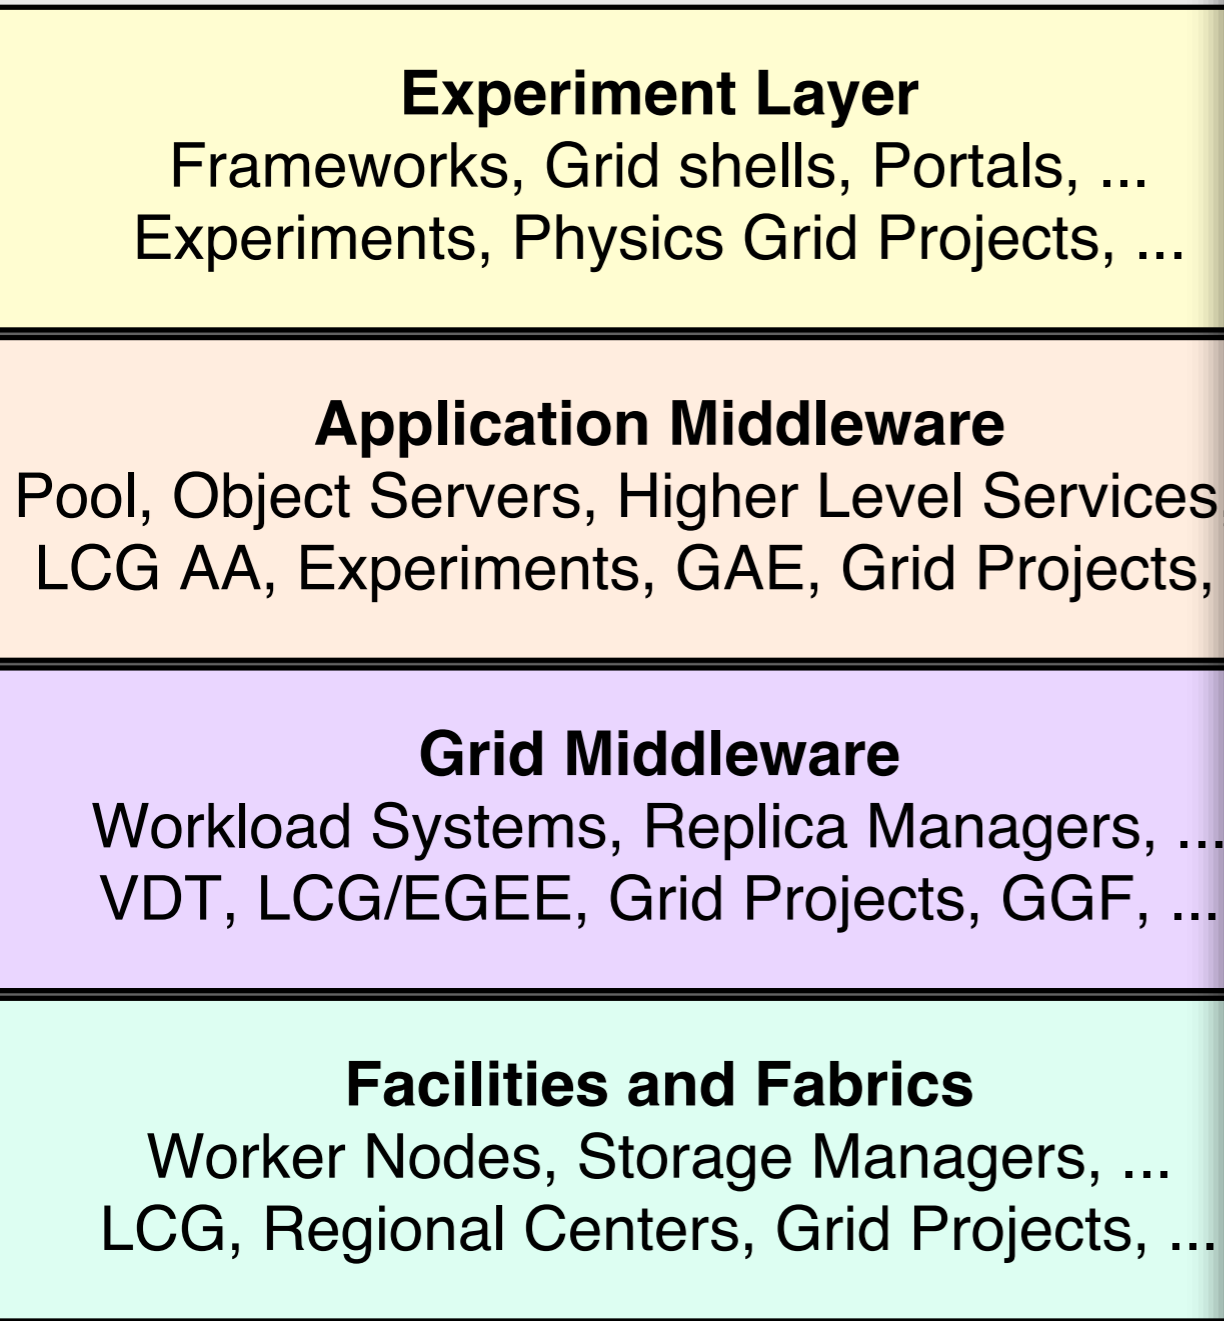 Experiment Layer
Frameworks, Grid shells, Portals, ...
Experiments, Physics Grid Projects, ...
Application Middleware
Pool, Object Servers, Higher Level Services,
LCG AA, Experiments, GAE, Grid Projects,
Grid Middleware
Workload Systems, Replica Managers, ...
VDT, LCG/EGEE, Grid Projects, GGF, ...
Facilities and Fabrics
Worker Nodes, Storage Managers, ...
LCG, Regional Centers, Grid Projects, ...